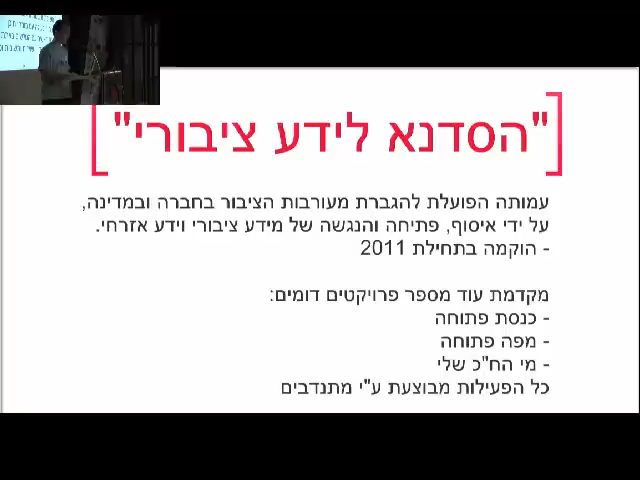 ["הסדנא לידע ציבורי"]
עמותה הפועלת להגברת מעורבות הציבור בחברה ובמדינה,
על ידי איסוף, פתיחה והנגשה של מידע ציבורי וידע אזרחי.
- הוקמה בתחילת 2011
מקדמת עוד מספר פרויקטים דומים:
- כנסת פתוחה
- מפה פתוחה
- מי הח"כ שלי
כל הפעילות מבוצעת ע"י מתנדבים